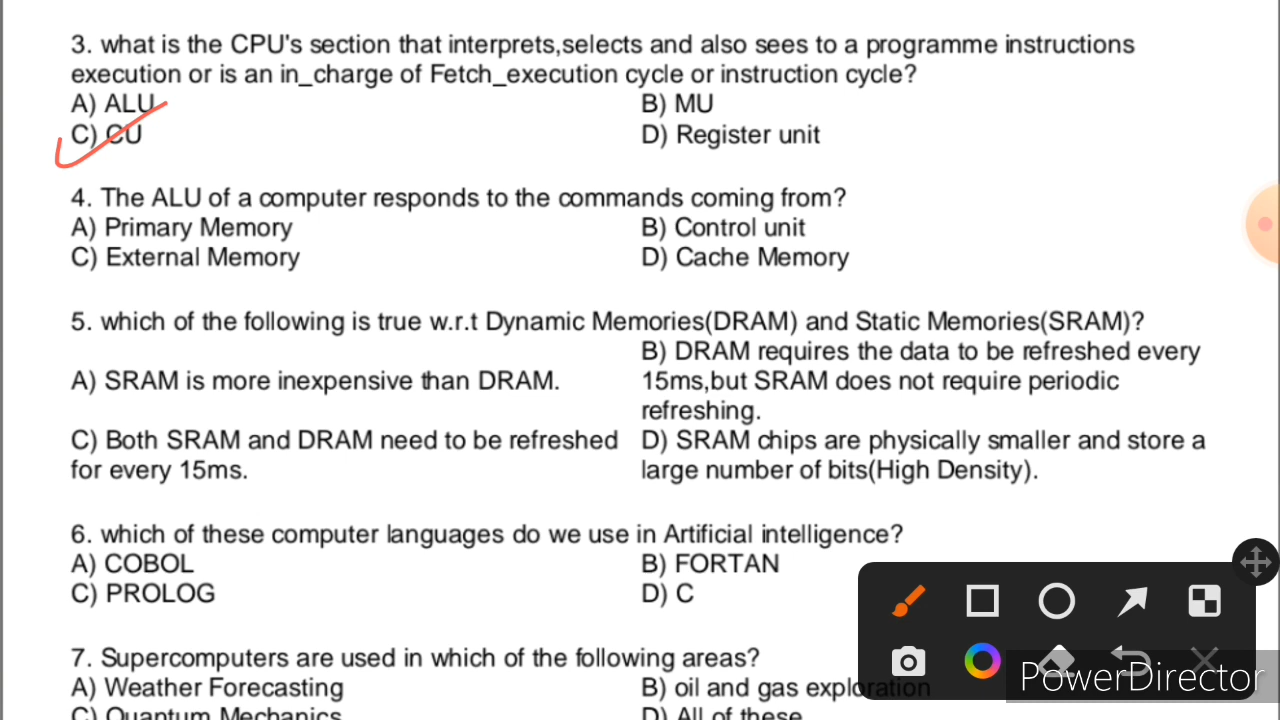 3. what is the CPU's section that interprets,selects and also sees to a programme instructions
execution or is an in_charge of Fetch_execution cycle or instruction cycle?
A) ALU
B) MU
C) CU
D) Register unit
4. The ALU of a computer responds to the commands coming from?
A) Primary Memory
B) Control unit
C) External Memory
D) Cache Memory
5. which of the following is true w.r.t Dynamic Memories(DRAM) and Static Memories(SRAM)?
A) SRAM is more inexpensive than DRAM.
B) DRAM requires the data to be refreshed every
15ms,but SRAM does not require periodic
refreshing.
C) Both SRAM and DRAM need to be refreshed
for every 15ms.
D) SRAM chips are physically smaller and store a
large number of bits(High Density).
6. which of these computer languages do we use in Artificial intelligence?
A) COBOL
B) FORTAN
C) PROLOG
D) C
7. Supercomputers are used in which of the following areas?
A) Weather Forecasting
B) oil and gas exploration
C) Quantum Mechanics
D) All of these
PowerDirector